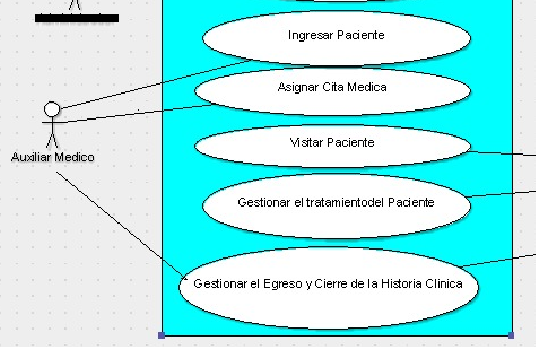 Ingresar Paciente
Asignar Cita Medica
Visitar Paciente
Auxiliar Medico
Gestionar el tratamientodel Paciente
Gestionar el Egreso y Cierre de la Historia Clinica